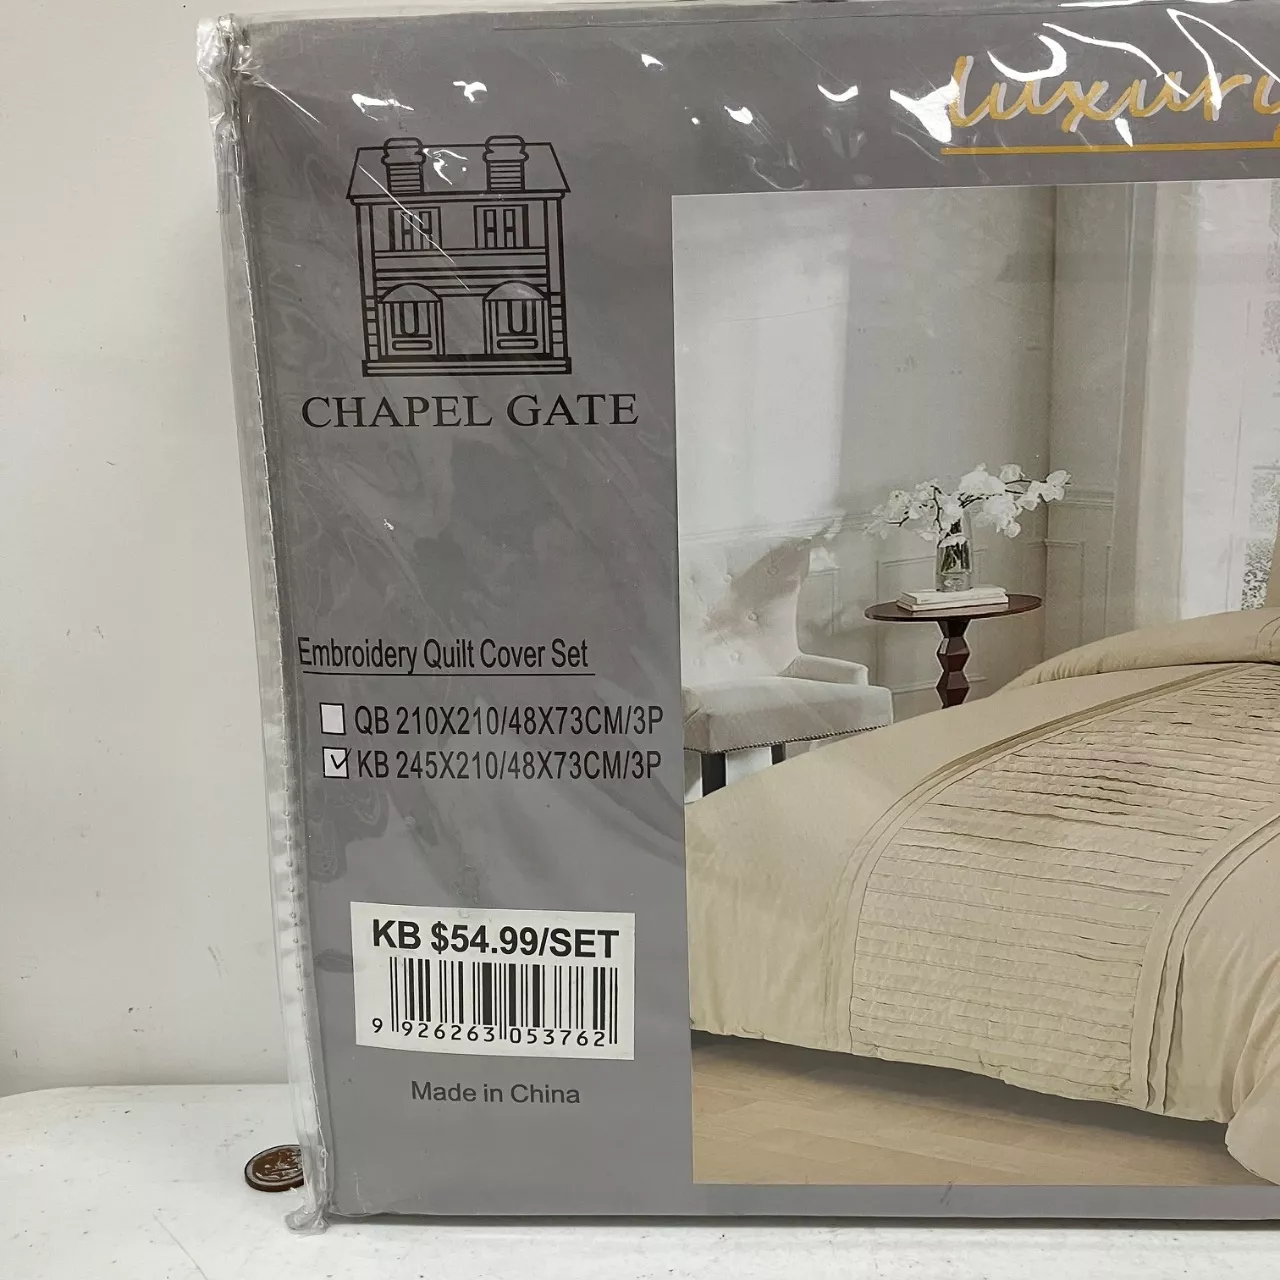 luxury
CHAPEL GATE
Embroidery Quilt Cover Set
QB 210X210/48X73CM/3P
KB 245X210/48X73CM/3P
KB $54.99/SET
9 926263 053762
Made in China